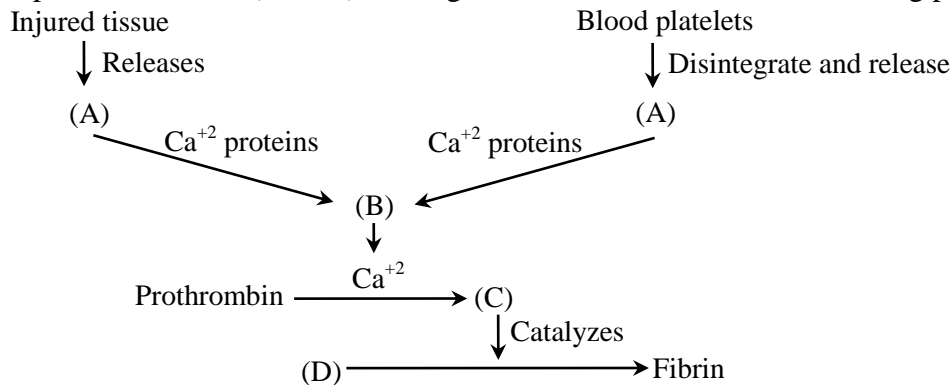 Injured tissue Blood platelets
Releases Disintegrate and release
(A) (A)
Ca+2 proteins Ca+2 proteins
(B)
Ca+2
Prothrombin (C)
Catalyzes
(D) Fibrin